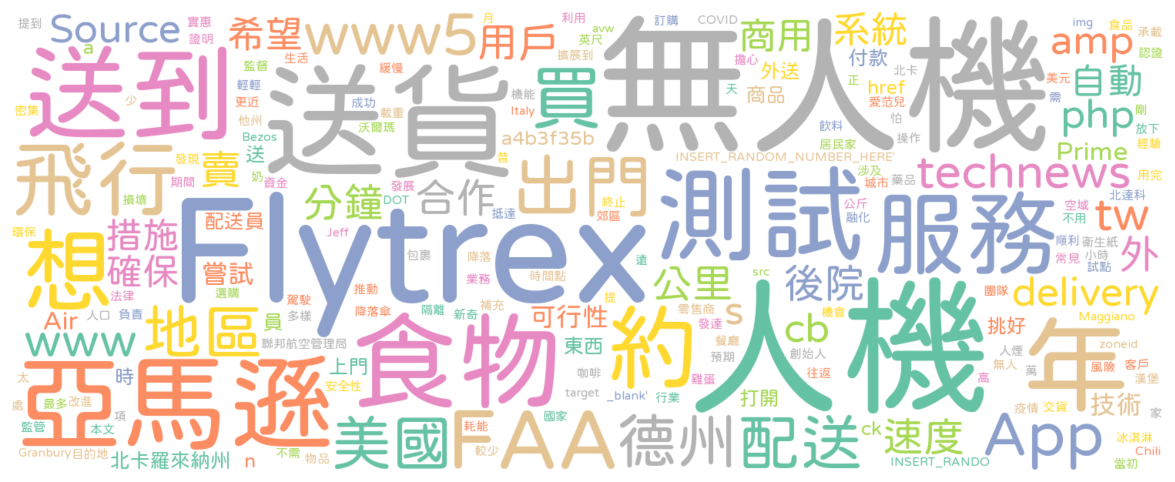 提到
實惠
Source
希望
www5
用戶
月
利用
avw
訂購
COVID
img
商用
系統
amp
食品
承載
認證
證明
a
英尺
擴展到
擔心
付款
生活
監督
緩慢
外送
正
北卡
美元
自動
送到
送貨
買
無人機
機能
天
商品
href
愛范兒
需
剛
密集
少
輕輕
更近
他州
成功
載重
沃爾瑪
Italy
a4b3f35b
飲料
怕
操作
php
放下
經驗
居民家
Bezos
昔
INSERT_RANDOM_NUMBER_HERE'
Prime
飛行
發現
賣
送
奶
資金
期間
發展
DOT
出門
終止
郊區
涉及
城市
藥品
technews
用完
損壞
分鐘
合作
抵達
測試
公斤
融化
服務
空域
不用
北達科
tw
配送員
Jeff
Flytrex
環保
措施
確保
包裹
降落
時間點
遠
業務
順利
常見
衛生紙
小時
試點
外
想
嘗試
選購
法律
公里
src
後院
團隊
delivery
駕駛
多樣
推動
降落傘
隔離
新奇
補充
提
零售商
S
機會
Maggiano
人口
負責
Air
地區
員
可行性
約
發達
cb
挑好
www
聯邦航空管理局
食物
東西
預期
餐廳
創始人
人機
人煙
無人
萬
年
zoneid
風險
客戶
時
上門
咖啡
雞蛋
往返
高
太
安全性
target
_blank'
行業
打開
技術
漢堡
亞馬遜
處
最多
改進
項
國家
疫情
交貨
家
監管
本文
耗能
美國
FAA
德州
配送
ck
速度
App
冰淇淋
Granbury
目的地
北卡羅來納州
n
不需
物品
較少
INSERT_RANDO
Chili
當初